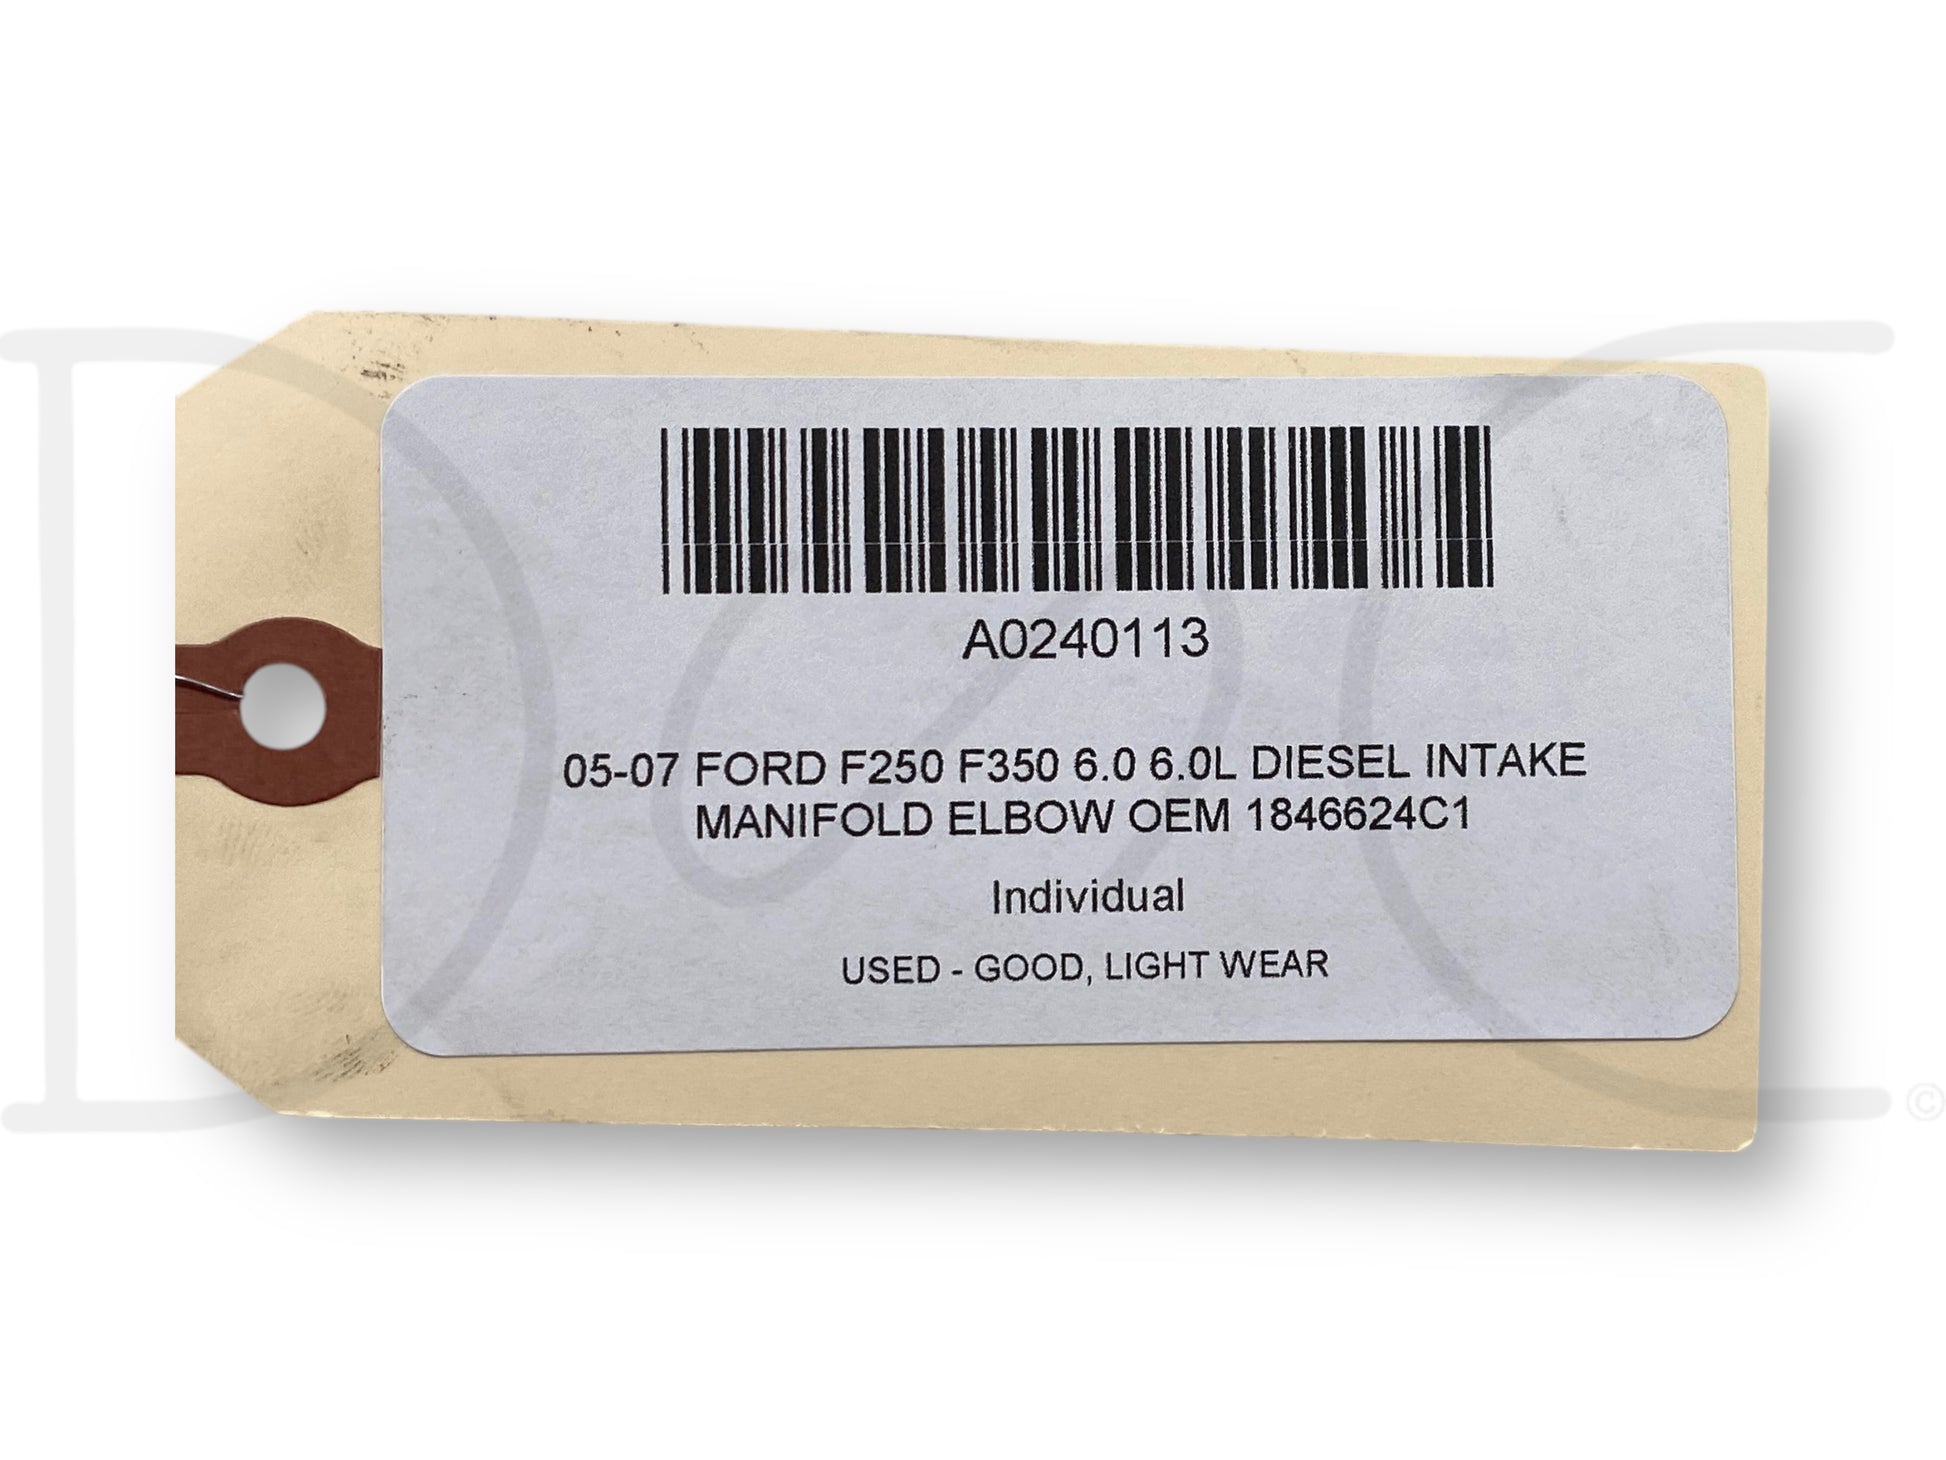 A0240113
05-07 FORD F250 F350 6.0 6.0L DIESEL INTAKE
MANIFOLD ELBOW OEM 1846624C1
Individual
USED - GOOD, LIGHT WEAR
D C
©